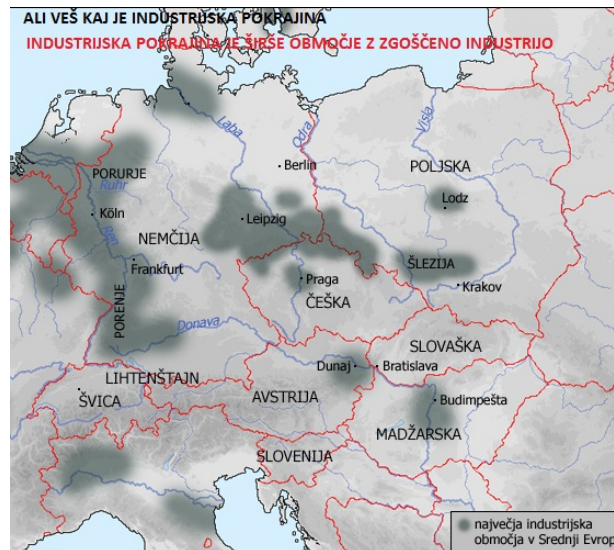 ALI VEŠ KAJ JE INDUSTRIJSKA POKRAJINA
INDUSTRIJSKA POKRAJINA JE ŠIRŠE OBMOČJE Z ZGOŠČENO INDUSTRIJO
Laba
Odra
Visla
Berlin
POLJSKA
PORURJE
Ruhr
Lodz
Köln
Leipzig
Ren
NEMČIJA
Frankfurt
ŠLEZIJA
Praga
Krakov
ČEŠKA
PORENJE
Donava
SLOVAŠKA
Dunaj
Bratislava
LIHTENŠTAJN
ŠVICA
AVSTRIJA
Budimpešta
MADŽARSKA
SLOVENIJA
največja industrijska
območja v Srednji Evrop